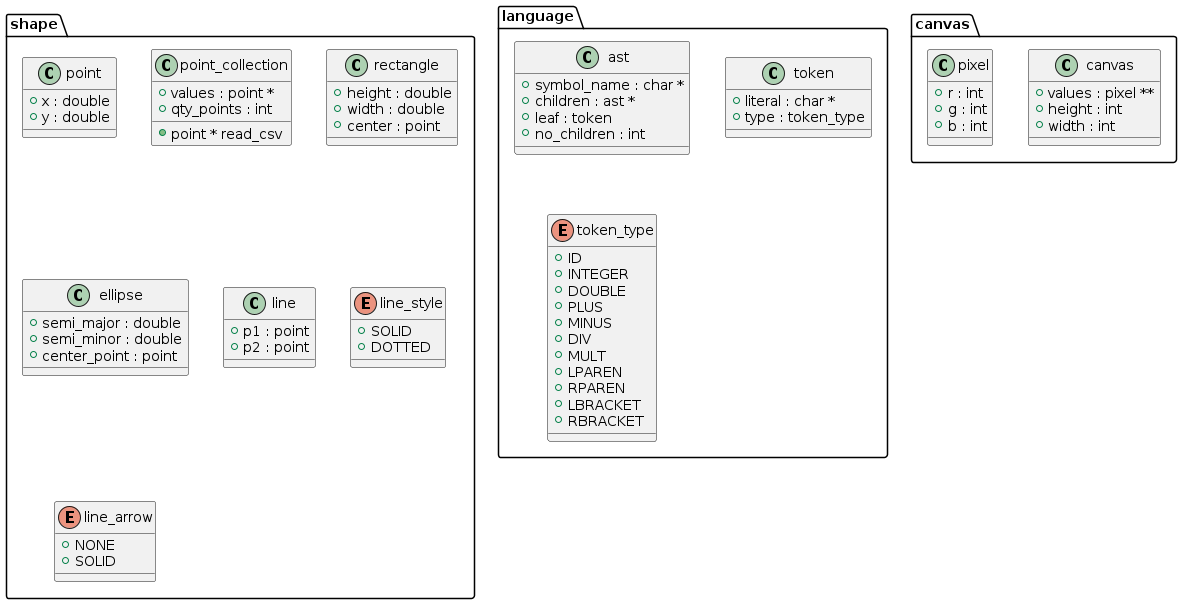 shape
C point
+ x : double
+ y : double
C point_collection
values : point *
qty_points : int
point * read_csv
C rectangle
height : double
width : double
center : point
C ellipse
semi_major : double
semi_minor : double
center_point : point
C line
p1 : point
p2 : point
E line_style
SOLID
DOTTED
E line_arrow
NONE
SOLID
language
C ast
symbol_name : char *
children : ast *
leaf : token
no_children : int
C token
literal : char *
type : token_type
E token_type
ID
INTEGER
DOUBLE
PLUS
MINUS
DIV
MULT
LPAREN
RPAREN
LBRACKET
RBRACKET
canvas
C pixel
r : int
g : int
b : int
C canvas
values : pixel **
height : int
width : int